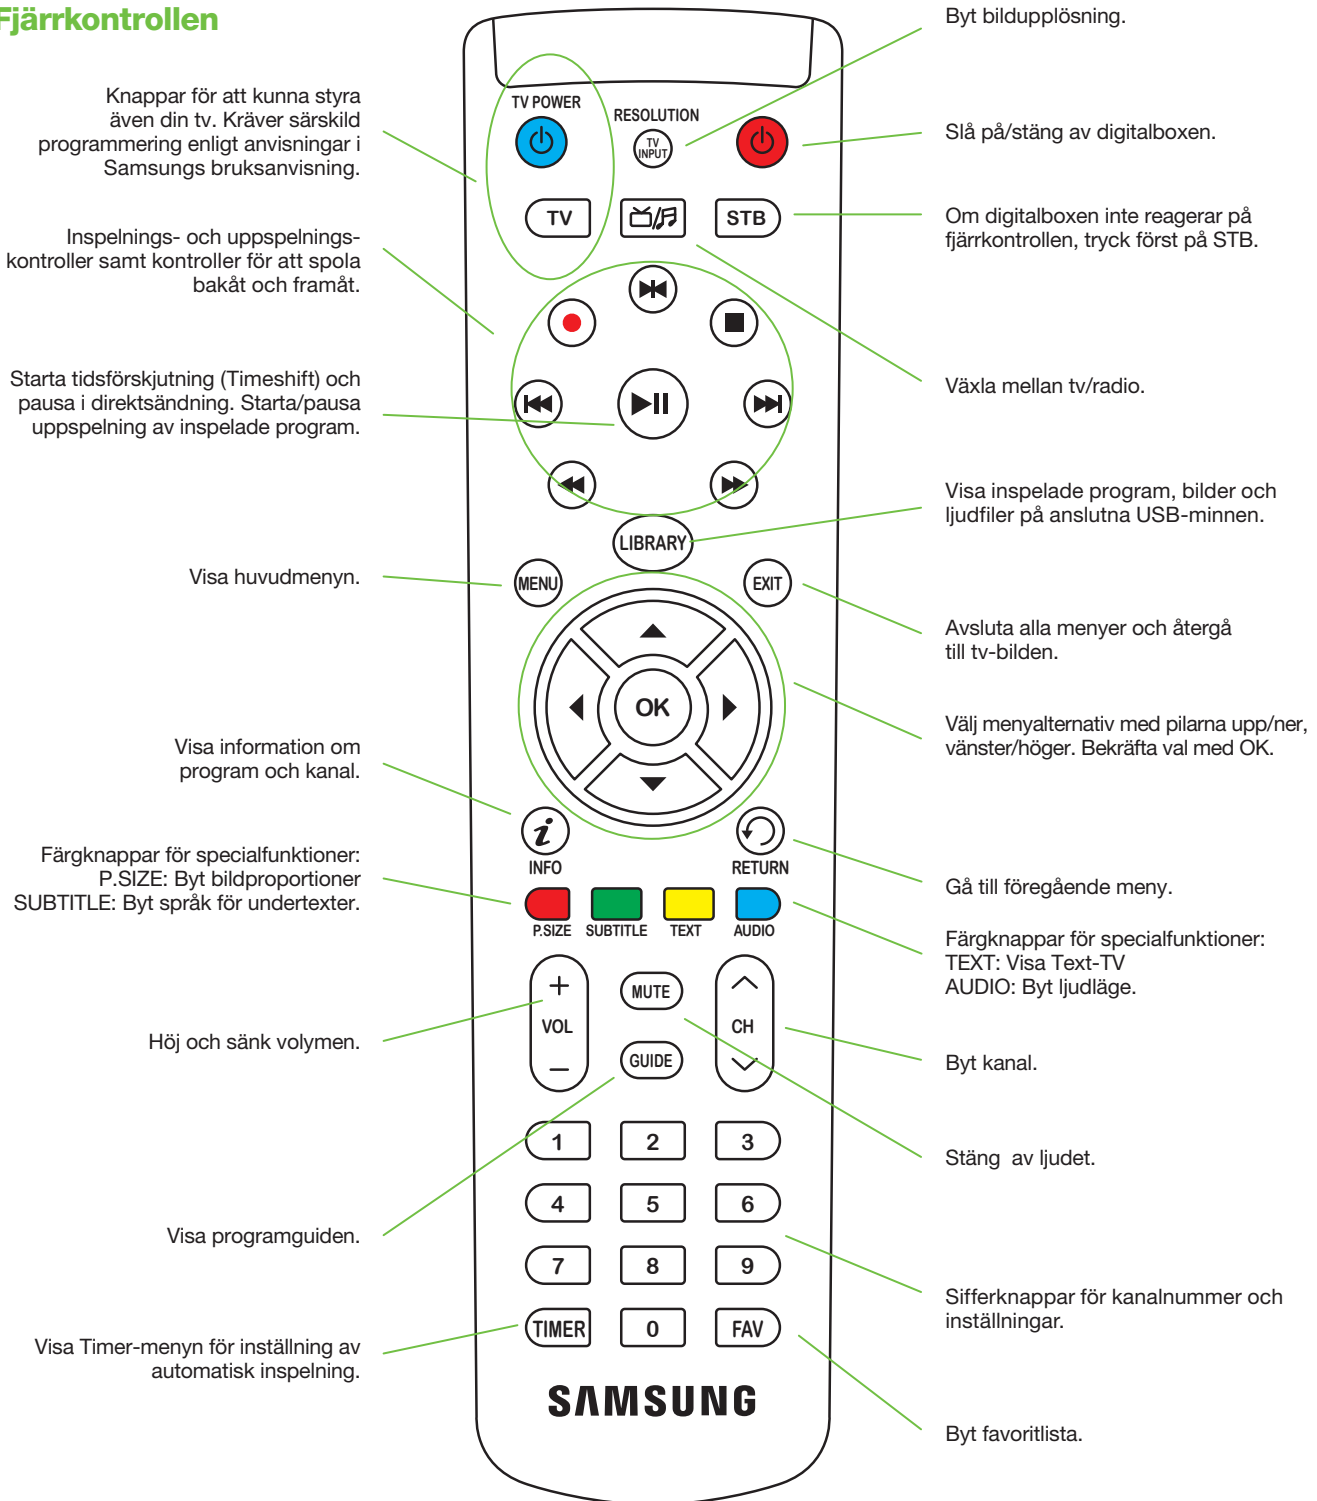 Fjärrkontrollen
Knappar för att kunna styra
även din tv. Kräver särskild
programmering enligt anvisningar i
Samsungs bruksanvisning.
Inspelnings- och uppspelnings-
kontroller samt kontroller för att spola
bakåt och framåt.
Starta tidsförskjutning (Timeshift) och
pausa i direktsändning. Starta/pausa
uppspelning av inspelade program.
Visa huvudmenyn.
Visa information om
program och kanal.
Färgknappar för specialfunktioner:
P.SIZE: Byt bildproportioner
SUBTITLE: Byt språk för undertexter.
Höj och sänk volymen.
Visa programguiden.
Visa Timer-menyn för inställning av
automatisk inspelning.
TV POWER
RESOLUTION
TV
INPUT
TV
STB
LIBRARY
MENU
EXIT
OK
i
INFO
RETURN
P.SIZE SUBTITLE TEXT AUDIO
+
VOL
–
MUTE
CH
GUIDE
1 2 3
4 5 6
7 8 9
TIMER 0 FAV
SAMSUNG
Byt bildupplösning.
Slå på/stäng av digitalboxen.
Om digitalboxen inte reagerar på
fjärrkontrollen, tryck först på STB.
Växla mellan tv/radio.
Visa inspelade program, bilder och
ljudfiler på anslutna USB-minnen.
Avsluta alla menyer och återgå
till tv-bilden.
Välj menyalternativ med pilarna upp/ner,
vänster/höger. Bekräfta val med OK.
Gå till föregående meny.
Färgknappar för specialfunktioner:
TEXT: Visa Text-TV
AUDIO: Byt ljudläge.
Byt kanal.
Stäng av ljudet.
Sifferknappar för kanalnummer och
inställningar.
Byt favoritlista.